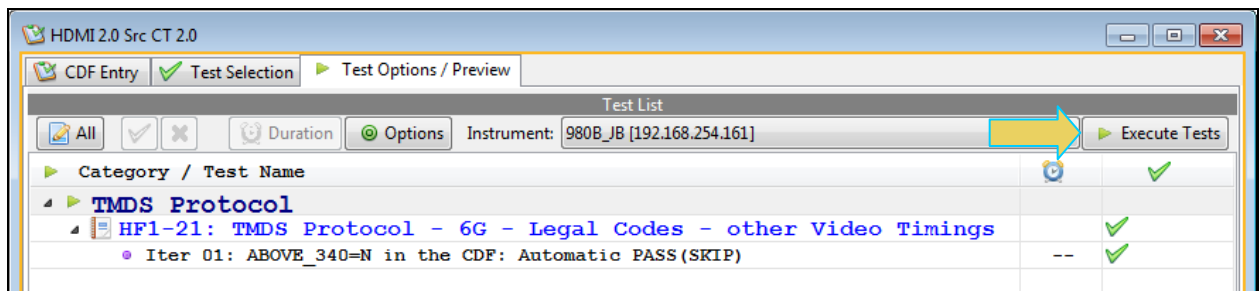 HDMI 2.0 Src CT 2.0
CDF Entry Test Selection Test Options / Preview
Test List
All Duration Options Instrument: 980B_JB [192.168.254.161] Execute Tests
Category / Test Name
TMDS Protocol
HF1-21: TMDS Protocol - 6G - Legal Codes - other Video Timings
Iter 01: ABOVE_340=N in the CDF: Automatic PASS(SKIP) --